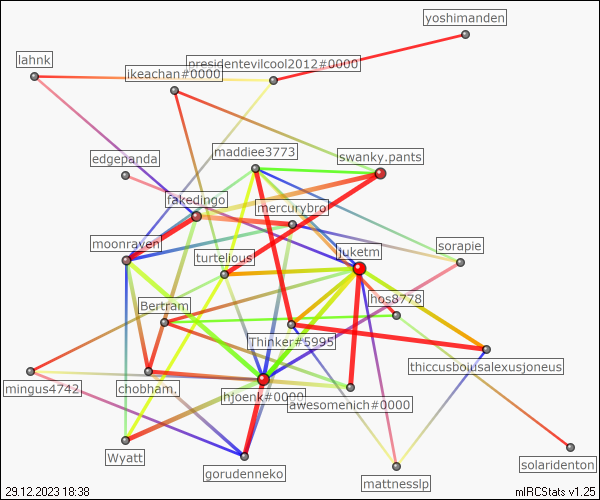 yoshimanden
lahnk
presidentevilcool2012#0000
ikeachan#0000
maddiee3773
swanky.pants
edgepanda
fakedingo
mercurybro
moonraven
juketm
sorapie
turtelious
hos8778
Bertram
Thinker#5995
thiccusboiusalexusjoneus
mingus4742
chobham.
hjoenk#0000
awesomenich#0000
Wyatt
solaridenton
gorudenneko
mattnesslp
29.12.2023 18:38
mIRCStats v1.25